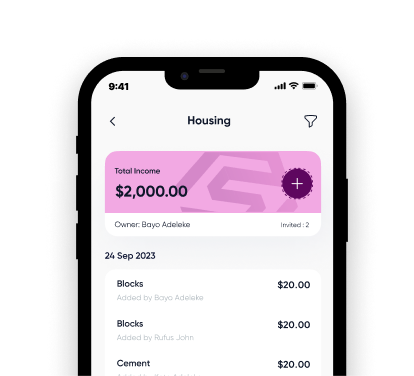 9:41
Housing
Total Income
$2,000.00
Owner: Bayo Adeleke Invited : 2
24 Sep 2023
Blocks $20.00
Added by Bayo Adeleke
Blocks $20.00
Added by Rufus John
Cement $20.00